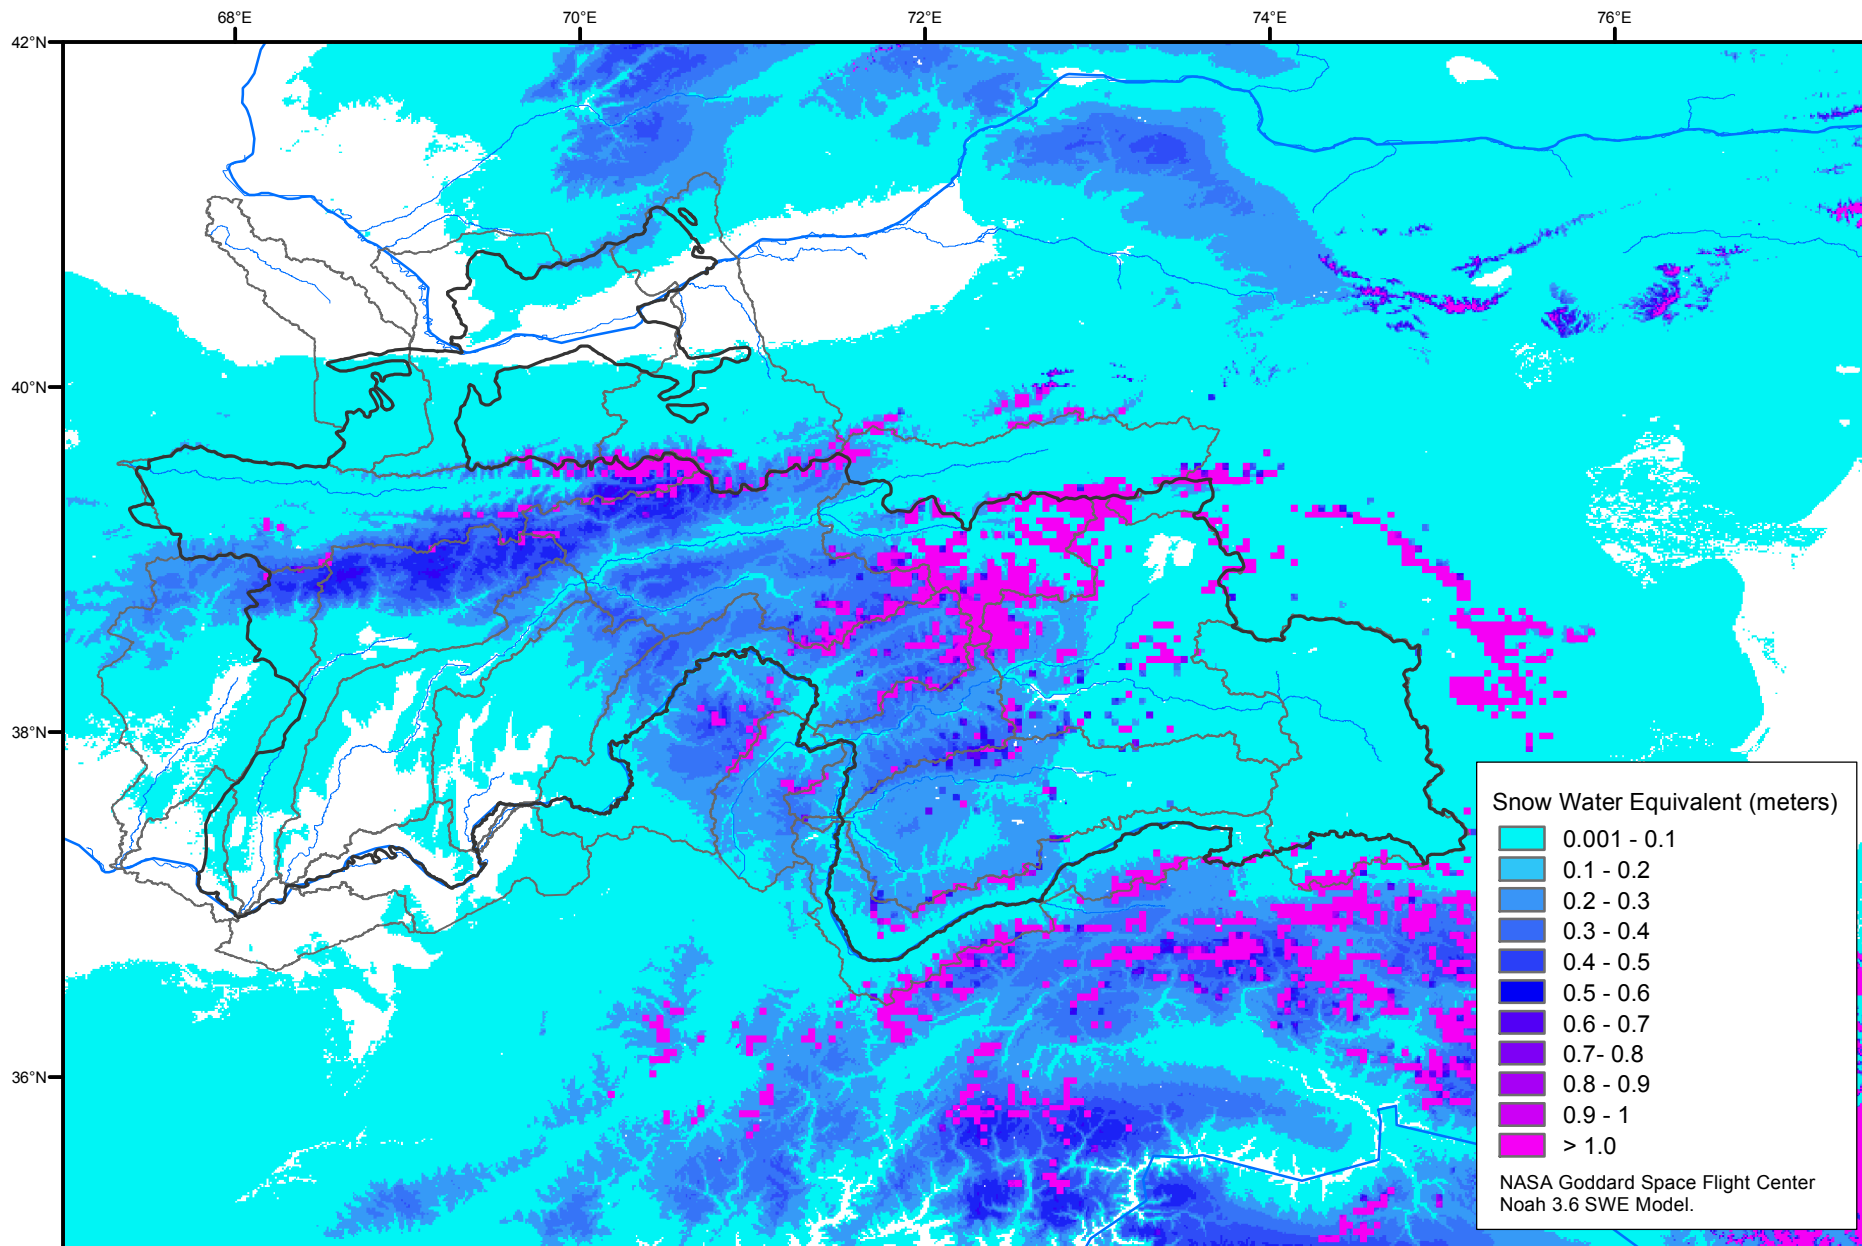 68°E
70°E
72°E
74°E
76°E
42°N
40°N
38°N
36°N
Snow Water Equivalent (meters)
0.001 - 0.1
0.1 - 0.2
0.2 - 0.3
0.3 - 0.4
0.4 - 0.5
0.5 - 0.6
0.6 - 0.7
0.7- 0.8
0.8 - 0.9
0.9 - 1
> 1.0
NASA Goddard Space Flight Center
Noah 3.6 SWE Model.